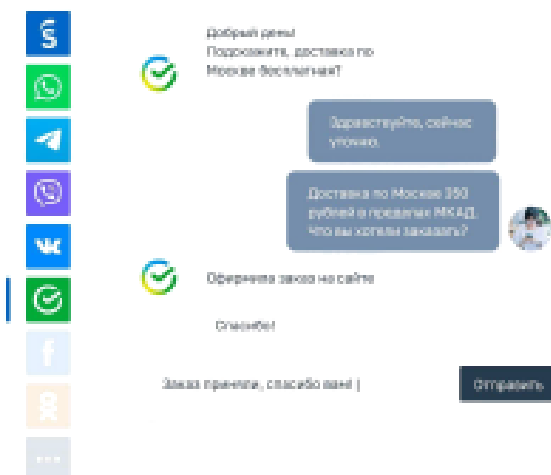 Добрый день!
Подскажите, доставка по
Москве бесплатная?
Здравствуйте, сейчас
уточню.
Доставка по Москве 350
рублей в пределах МКАД.
Что вы хотели заказать?
Оформила заказ на сайте
Спасибо!
Заказ приняли, спасибо вам! |
Отправить